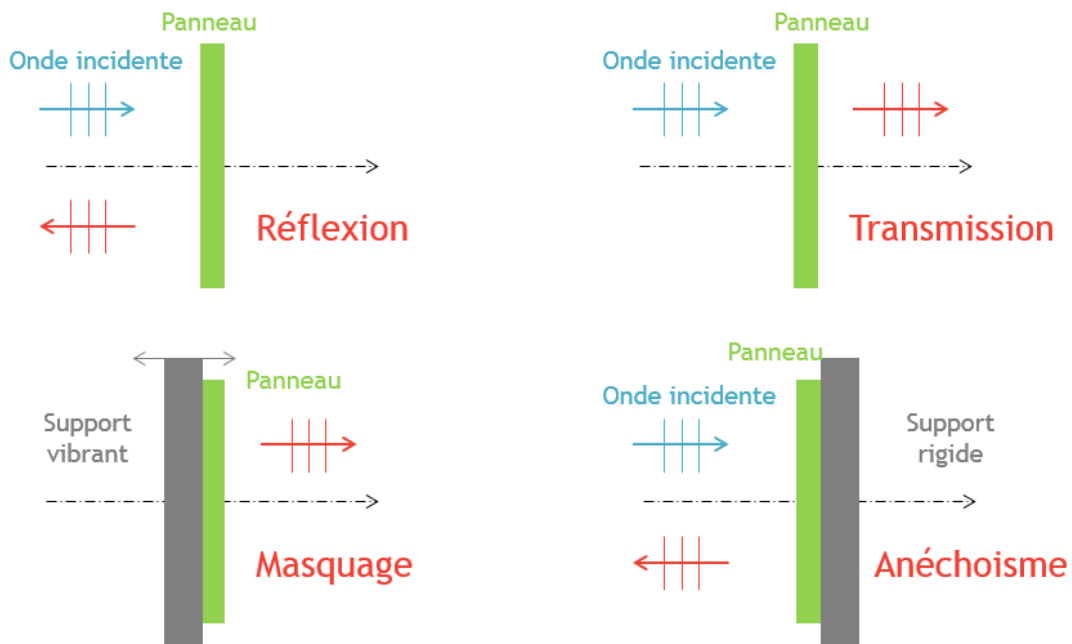 Panneau
Onde incidente
Réflexion
Panneau
Onde incidente
Transmission
Panneau
Support
vibrant
Masquage
Panneau
Onde incidente
Support
rigide
Anéchoisme